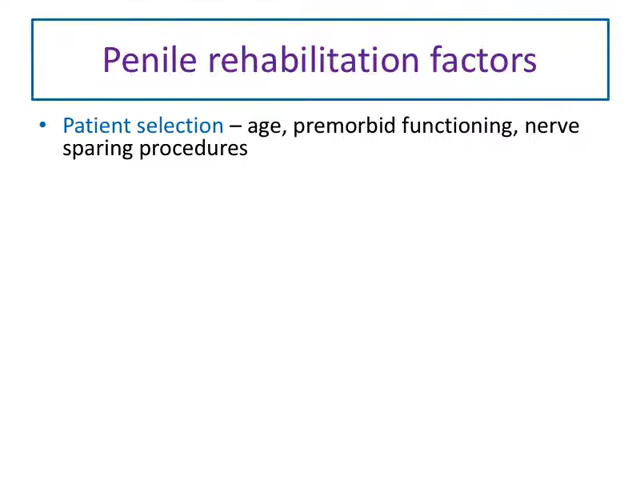 Penile rehabilitation factors
• Patient selection – age, premorbid functioning, nerve
sparing procedures